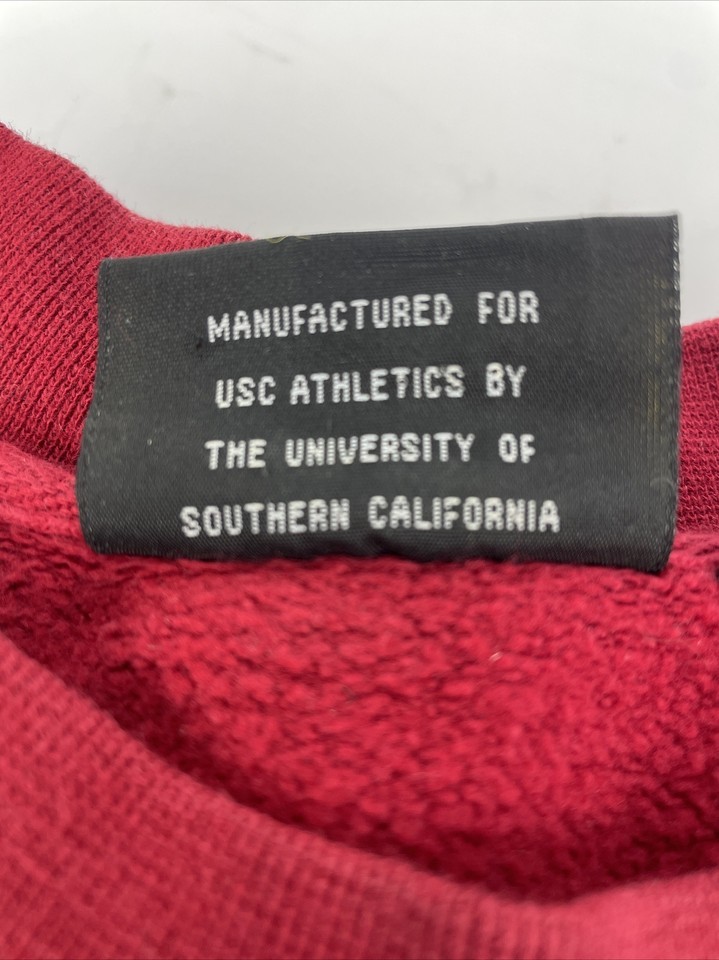 MANUFACTURED FOR
USC ATHLETICS BY
THE UNIVERSITY OF
SOUTHERN CALIFORNIA